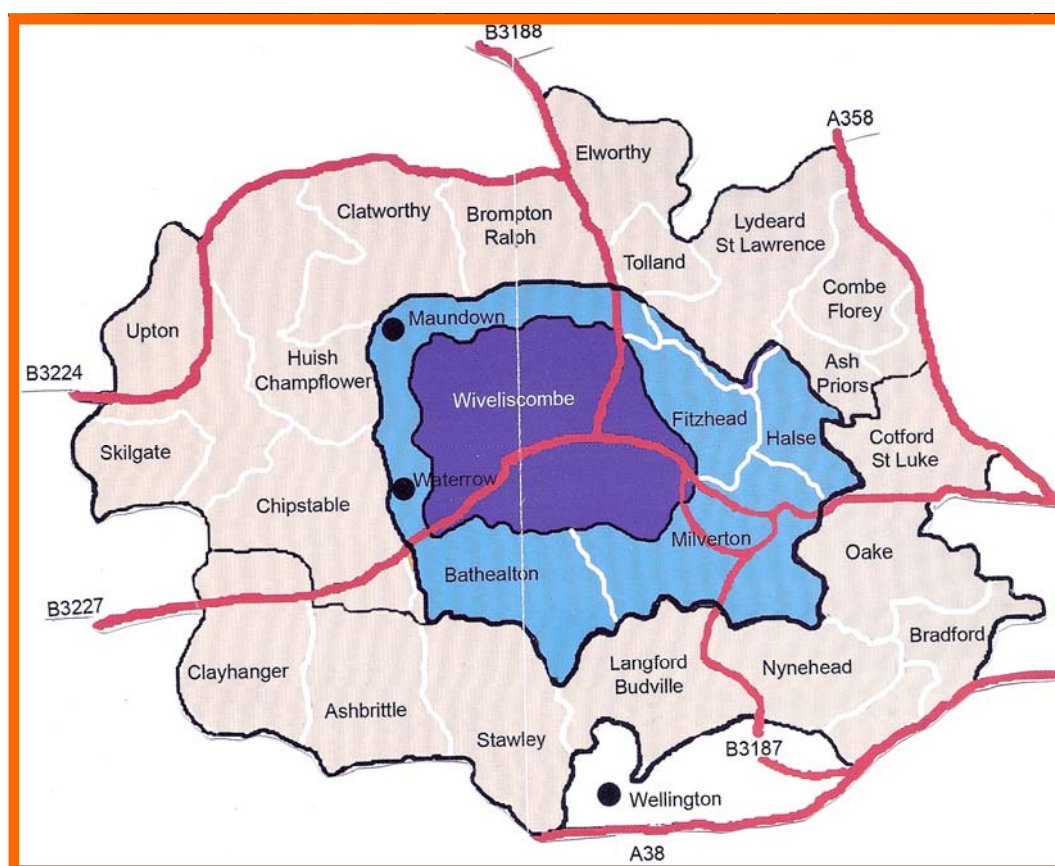 B3188
A358
Elworthy
Clatworthy
Brompton
Ralph
Lydeard
St Lawrence
Tolland
Combe
Florey
Upton
Maundown
B3224
Huish
Champflower
Ash
Priors
Wiveliscombe
Fitzhead
Halse
Skilgate
Cotford
St Luke
Waterrow
Chipstable
Milverton
Oake
Bathealton
B3227
Bradford
Clayhanger
Langford
Budville
Nynehead
Ashbrittle
Stawley
B3187
Wellington
A38